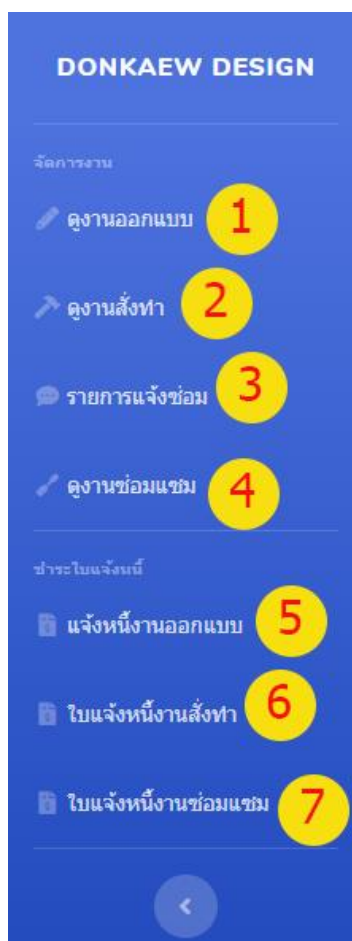 DONKAEW DESIGN
จัดการงาน
ดูงานออกแบบ 1
ดูงานสั่งทำ 2
รายการแจ้งซ่อม 3
ดูงานซ่อมแซม 4
ชำระใบแจ้งหนี้
แจ้งหนี้งานออกแบบ 5
ใบแจ้งหนี้งานสั่งทำ 6
ใบแจ้งหนี้งานซ่อมแซม 7